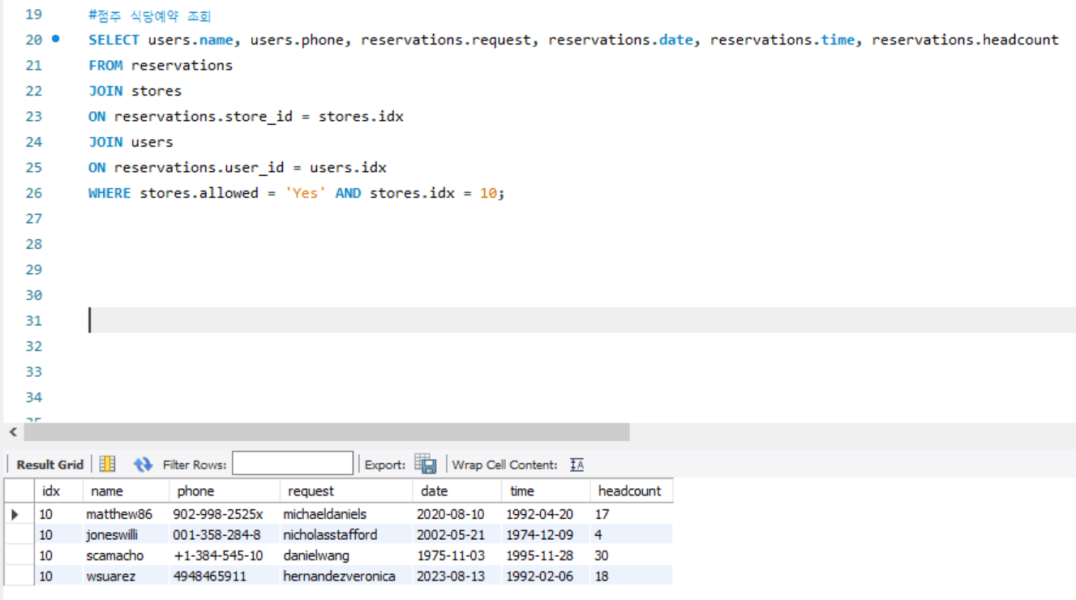 19 #점주 식당예약 조회
20 SELECT users.name, users.phone, reservations.request, reservations.date, reservations.time, reservations.headcount
21 FROM reservations
22 JOIN stores
23 ON reservations.store_id = stores.idx
24 JOIN users
25 ON reservations.user_id = users.idx
26 WHERE stores.allowed = 'Yes' AND stores.idx = 10;
27
28
29
30
31
32
33
34
Result Grid Filter Rows: Export: Wrap Cell Content: IA
idx name phone request date time headcount
10 matthew86 902-998-2525x michaeldaniels 2020-08-10 1992-04-20 17
10 joneswilli 001-358-284-8 nicholasstafford 2002-05-21 1974-12-09 4
10 scamacho +1-384-545-10 danielwang 1975-11-03 1995-11-28 30
10 wsuarez 4948465911 hernandezveronica 2023-08-13 1992-02-06 18